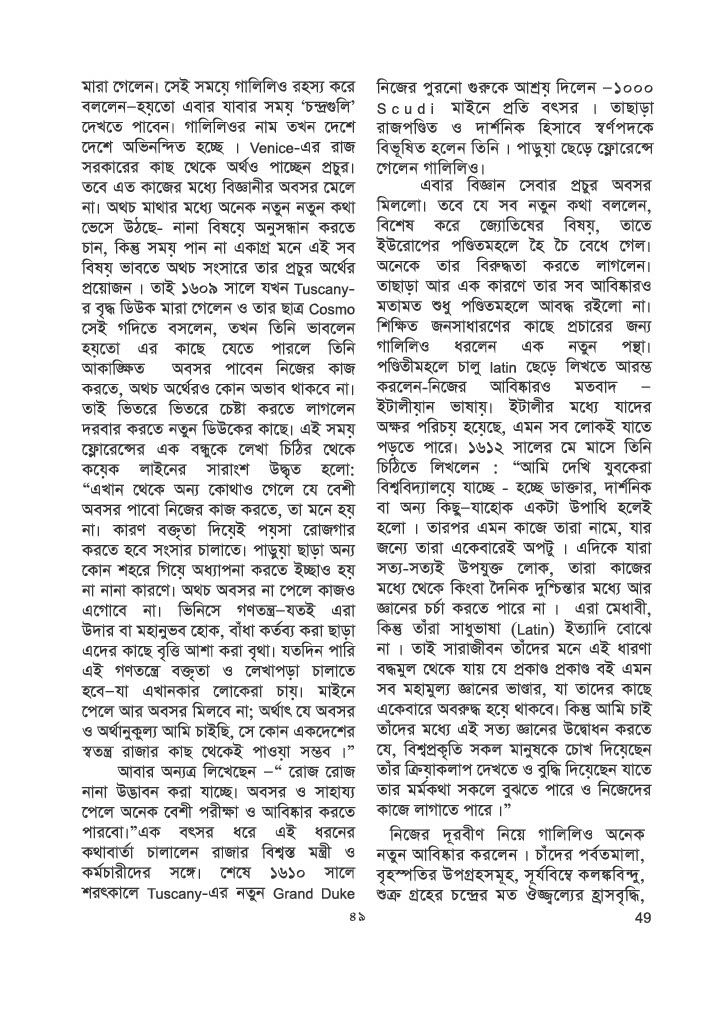 মারা গেলেন। সেই সময়ে গালিলিও রহস্য করে
বললেন–হয়তো এবার যাবার সময় ‘চন্দ্রগুলি’
দেখতে পাবেন। গালিলিওর নাম তখন দেশে
দেশে অভিনন্দিত হচ্ছে । Venice-এর রাজ
সরকারের কাছ থেকে অর্থও পাচ্ছেন প্রচুর।
তবে এত কাজের মধ্যে বিজ্ঞানীর অবসর মেলে
না। অথচ মাথার মধ্যে অনেক নতুন নতুন কথা
ভেসে উঠছে- নানা বিষয়ে অনুসন্ধান করতে
চান, কিন্তু সময় পান না একাগ্র মনে এই সব
বিষয় ভাবতে অথচ সংসারে তার প্রচুর অর্থের
প্রয়োজন । তাই ১৬০৯ সালে যখন Tuscany-
র বৃদ্ধ ডিউক মারা গেলেন ও তার ছাত্র Cosmo
সেই গদিতে বসলেন, তখন তিনি ভাবলেন
হয়তো এর কাছে যেতে পারলে তিনি
আকাঙ্ক্ষিত অবসর পাবেন নিজের কাজ
করতে, অথচ অর্থেরও কোন অভাব থাকবে না।
তাই ভিতরে ভিতরে চেষ্টা করতে লাগলেন
দরবার করতে নতুন ডিউকের কাছে। এই সময়
ফ্লোরেন্সের এক বন্ধুকে লেখা চিঠির থেকে
কয়েক লাইনের সারাংশ উদ্ধৃত হলো:
“এখান থেকে অন্য কোথাও গেলে যে বেশী
অবসর পাবো নিজের কাজ করতে, তা মনে হয়
না। কারণ বক্তৃতা দিয়েই পয়সা রোজগার
করতে হবে সংসার চালাতে। পাড়ুয়া ছাড়া অন্য
কোন শহরে গিয়ে অধ্যাপনা করতে ইচ্ছাও হয়
না নানা কারণে। অথচ অবসর না পেলে কাজও
এগোবে না। ভিনিসে গণতন্ত্র–যতই এরা
উদার বা মহানুভব হোক, বাঁধা কর্তব্য করা ছাড়া
এদের কাছে বৃত্তি আশা করা বৃথা। যতদিন পারি
এই গণতন্ত্রে বক্তৃতা ও লেখাপড়া চালাতে
হবে–যা এখানকার লোকেরা চায়। মাইনে
পেলে আর অবসর মিলবে না; অর্থাৎ যে অবসর
ও অর্থানুকুল্য আমি চাইছি, সে কোন একদেশের
স্বতন্ত্র রাজার কাছ থেকেই পাওয়া সম্ভব ।”
আবার অন্যত্র লিখেছেন –“ রোজ রোজ
নানা উদ্ভাবন করা যাচ্ছে। অবসর ও সাহায্য
পেলে অনেক বেশী পরীক্ষা ও আবিষ্কার করতে
পারবো।”এক বৎসর ধরে এই ধরনের
কথাবার্তা চালালেন রাজার বিশ্বস্ত মন্ত্রী ও
কর্মচারীদের সঙ্গে। শেষে ১৬১০ সালে
শরৎকালে Tuscany-এর নতুন Grand Duke
নিজের পুরনো গুরুকে আশ্রয় দিলেন –১০০০
Scudi মাইনে প্রতি বৎসর । তাছাড়া
রাজপণ্ডিত ও দার্শনিক হিসাবে স্বর্ণপদকে
বিভূষিত হলেন তিনি । পাড়ুয়া ছেড়ে ফ্লোরেন্সে
গেলেন গালিলিও।
এবার বিজ্ঞান সেবার প্রচুর অবসর
মিললো। তবে যে সব নতুন কথা বললেন,
বিশেষ করে জ্যোতিষের বিষয়, তাতে
ইউরোপের পণ্ডিতমহলে হৈ চৈ বেধে গেল।
অনেকে তার বিরুদ্ধতা করতে লাগলেন।
তাছাড়া আর এক কারণে তার সব আবিষ্কারও
মতামত শুধু পণ্ডিতমহলে আবদ্ধ রইলো না।
শিক্ষিত জনসাধারণের কাছে প্রচারের জন্য
গালিলিও ধরলেন এক নতুন পন্থা।
পণ্ডিতীমহলে চালু latin ছেড়ে লিখতে আরম্ভ
করলেন-নিজের আবিষ্কারও মতবাদ –
ইটালীয়ান ভাষায়। ইটালীর মধ্যে যাদের
অক্ষর পরিচয় হয়েছে, এমন সব লোকই যাতে
পড়তে পারে। ১৬১২ সালের মে মাসে তিনি
চিঠিতে লিখলেন : “আমি দেখি যুবকেরা
বিশ্ববিদ্যালয়ে যাচ্ছে - হচ্ছে ডাক্তার, দার্শনিক
বা অন্য কিছু–যাহোক একটা উপাধি হলেই
হলো । তারপর এমন কাজে তারা নামে, যার
জন্যে তারা একেবারেই অপটু । এদিকে যারা
সত্য-সত্যই উপযুক্ত লোক, তারা কাজের
মধ্যে থেকে কিংবা দৈনিক দুশ্চিন্তার মধ্যে আর
জ্ঞানের চর্চা করতে পারে না । এরা মেধাবী,
কিন্তু তাঁরা সাধুভাষা (Latin) ইত্যাদি বোঝে
না । তাই সারাজীবন তাঁদের মনে এই ধারণা
বদ্ধমুল থেকে যায় যে প্রকাণ্ড প্রকাণ্ড বই এমন
সব মহামুল্য জ্ঞানের ভাণ্ডার, যা তাদের কাছে
একেবারে অবরুদ্ধ হয়ে থাকবে। কিন্তু আমি চাই
তাঁদের মধ্যে এই সত্য জ্ঞানের উদ্বোধন করতে
যে, বিশ্বপ্রকৃতি সকল মানুষকে চোখ দিয়েছেন
তাঁর ক্রিয়াকলাপ দেখতে ও বুদ্ধি দিয়েছেন যাতে
তার মর্মকথা সকলে বুঝতে পারে ও নিজেদের
কাজে লাগাতে পারে ।”
নিজের দূরবীণ নিয়ে গালিলিও অনেক
নতুন আবিষ্কার করলেন । চাঁদের পর্বতমালা,
বৃহস্পতির উপগ্রহসমূহ, সূর্যবিম্বে কলঙ্কবিন্দু,
শুক্র গ্রহের চন্দ্রের মত ঔজ্জ্বল্যের হ্রাসবৃদ্ধি,
৪৯
49